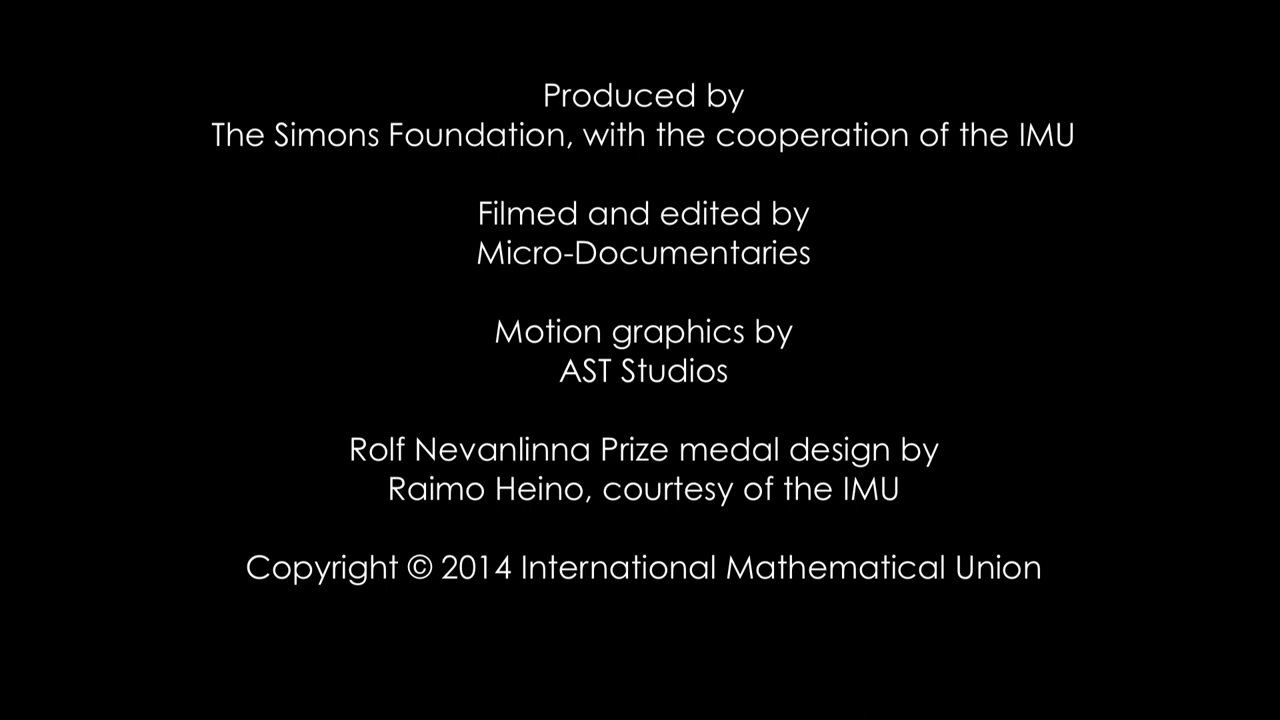 Produced by
The Simons Foundation, with the cooperation of the IMU
Filmed and edited by
Micro-Documentaries
Motion graphics by
AST Studios
Rolf Nevanlinna Prize medal design by
Raimo Heino, courtesy of the IMU
Copyright © 2014 International Mathematical Union